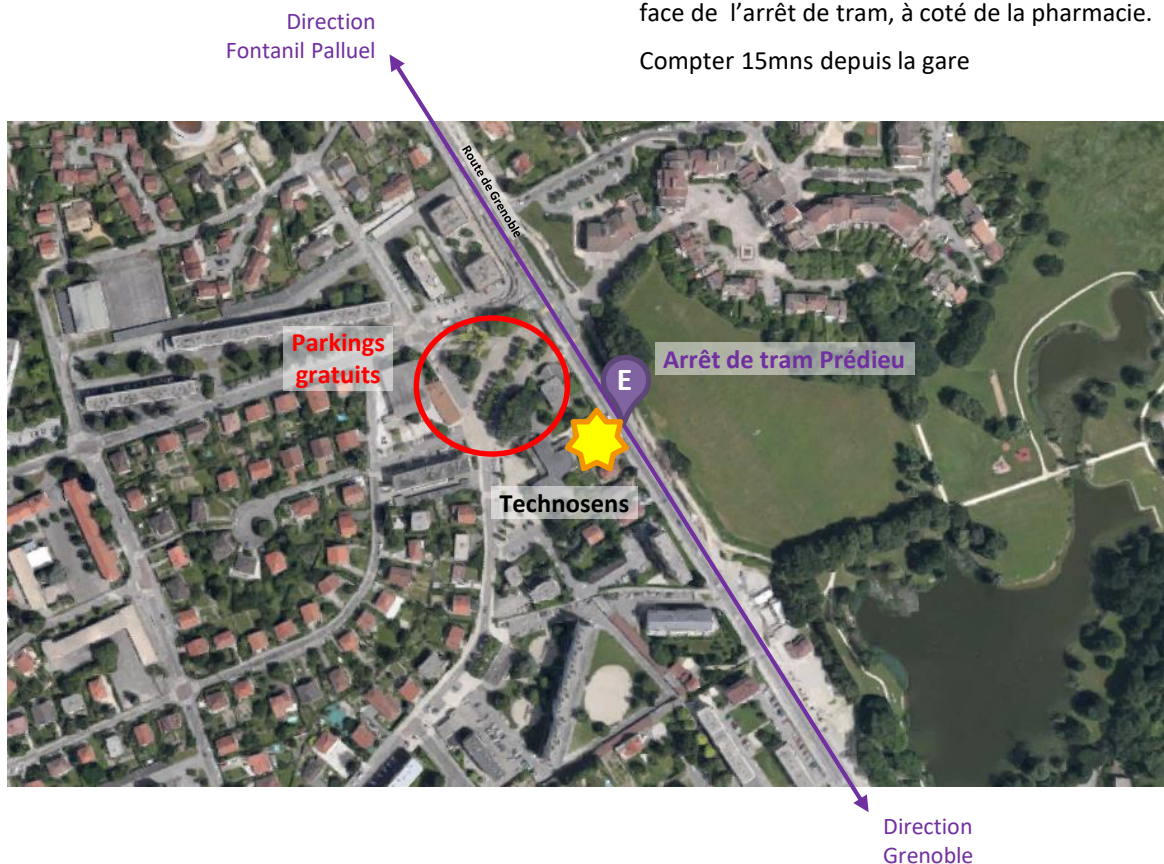 face de l’arrêt de tram, à coté de la pharmacie.
Compter 15mns depuis la gare
Direction
Fontanil Palluel
Route de Grenoble
Parkings
gratuits
E
Arrêt de tram Prédieu
Technosens
Direction
Grenoble